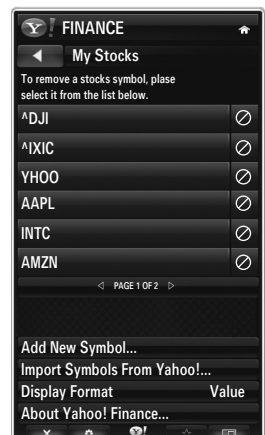 Y! FINANCE
My Stocks
To remove a stocks symbol, plase
select it from the list below.
^DJI
^IXIC
YHOO
AAPL
INTC
AMZN
PAGE 1 OF 2
Add New Symbol...
Import Symbols From Yahoo!...
Display Format Value
About Yahoo! Finance...
Y!